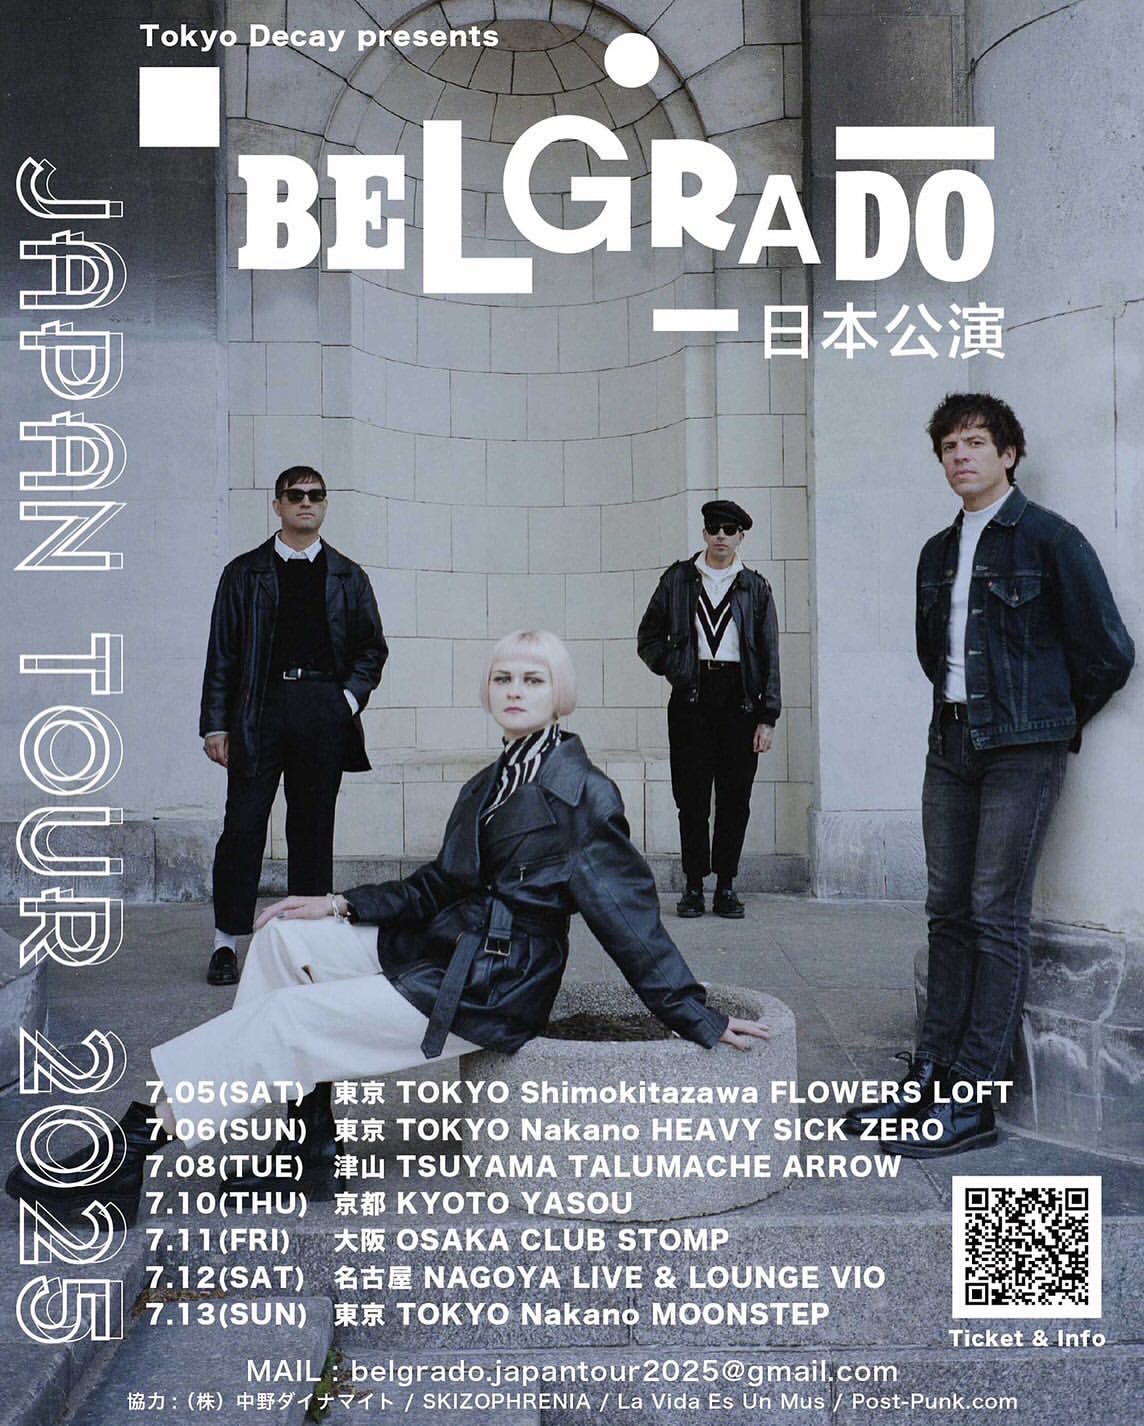 Tokyo Decay presents
BELGRADO
日本公演
JAPAN TOUR 2025
7.05(SAT) 東京 TOKYO Shimokitazawa FLOWERS LOFT
7.06(SUN) 東京 TOKYO Nakano HEAVY SICK ZERO
7.08(TUE) 津山 TSUYAMA TALUMACHE ARROW
7.10(THU) 京都 KYOTO YASOU
7.11(FRI) 大阪 OSAKA CLUB STOMP
7.12(SAT) 名古屋 NAGOYA LIVE & LOUNGE VIO
7.13(SUN) 東京 TOKYO Nakano MOONSTEP
Ticket & Info
MAIL : belgrado.japantour2025@gmail.com
協力 : (株) 中野ダイナマイト / SKIZOPHRENIA / La Vida Es Un Mus / Post-Punk.com